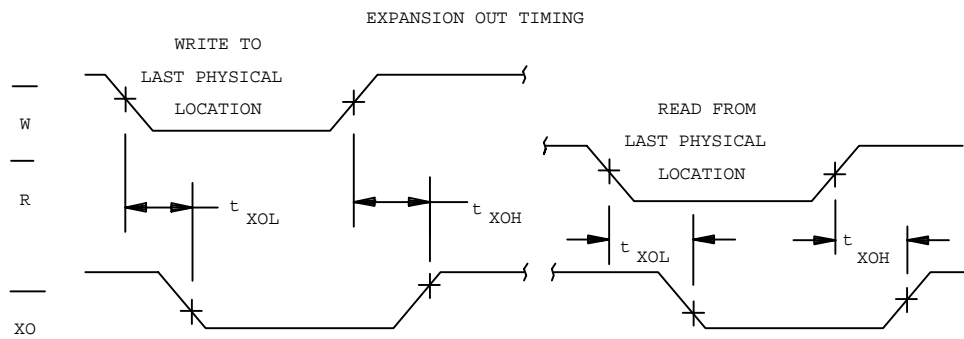 EXPANSION OUT TIMING
WRITE TO
LAST PHYSICAL
LOCATION
W
READ FROM
LAST PHYSICAL
LOCATION
R
t XOL
t XOH
t XOL
t XOH
XO